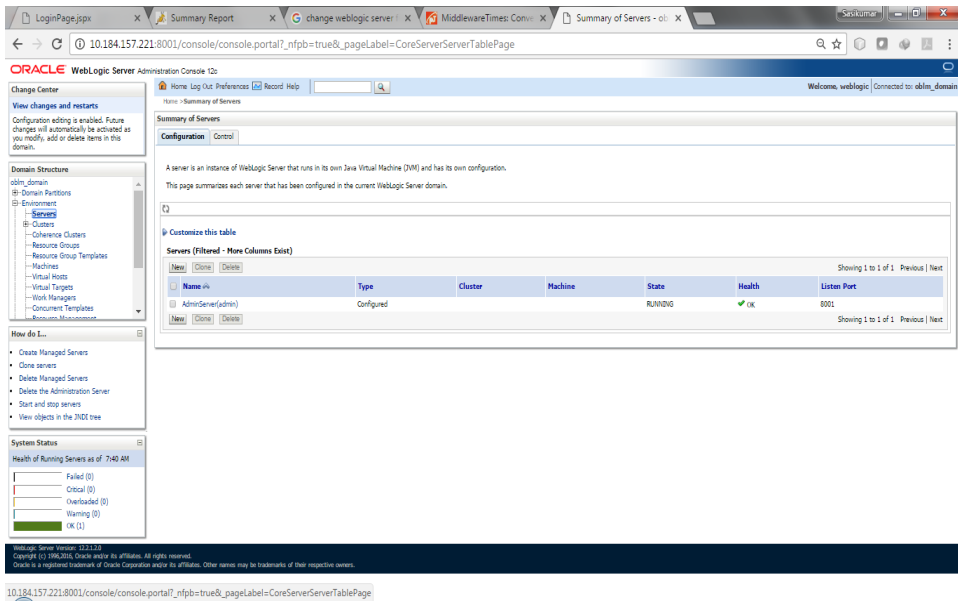 LoginPage.jspx
Summary Report
change weblogic server
MiddlewareTimes: Conve
Summary of Servers - ob
Sasikumar
10.184.157.221:8001/console/console.portal?_nfpb=true&_pageLabel=CoreServerServerTablePage
ORACLE WebLogic Server Administration Console 12c
Change Center
View changes and restarts
Configuration editing is enabled. Future
changes will automatically be activated as
you modify, add or delete items in this
domain.
Domain Structure
oblm_domain
Domain Partitions
Environment
Servers
Clusters
Coherence Clusters
Resource Groups
Resource Group Templates
Machines
Virtual Hosts
Virtual Targets
Work Managers
Concurrent Templates
Resource Management
How do I...
Create Managed Servers
Clone servers
Delete Managed Servers
Delete the Administration Server
Start and stop servers
View objects in the JNDI tree
System Status
Health of Running Servers as of 7:40 AM
Failed (0)
Critical (0)
Overloaded (0)
Warning (0)
OK (1)
Home Log Out Preferences Record Help
Welcome, weblogic Connected to: oblm_domain
Home >Summary of Servers
Summary of Servers
Configuration Control
A server is an instance of WebLogic Server that runs in its own Java Virtual Machine (JVM) and has its own configuration.
This page summarizes each server that has been configured in the current WebLogic Server domain.
Customize this table
Servers (Filtered - More Columns Exist)
New Clone Delete Showing 1 to 1 of 1 Previous | Next
Name Type Cluster Machine State Health Listen Port
AdminServer(admin) Configured RUNNING OK 8001
New Clone Delete Showing 1 to 1 of 1 Previous | Next
WebLogic Server Version: 12.2.1.2.0
Copyright (c) 1996,2016, Oracle and/or its affiliates. All rights reserved.
Oracle is a registered trademark of Oracle Corporation and/or its affiliates. Other names may be trademarks of their respective owners.
10.184.157.221:8001/console/console.portal?_nfpb=true&_pageLabel=CoreServerServerTablePage